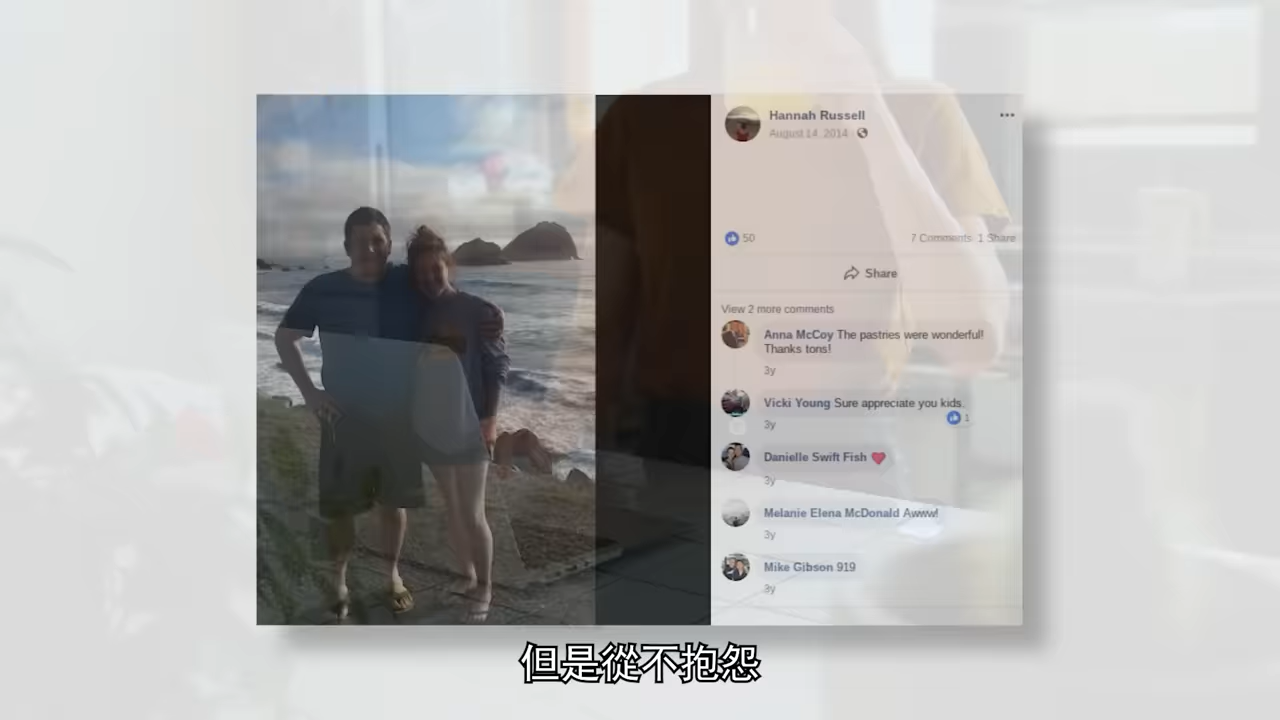 Hannah Russell
August 14, 2014
50
7 Comments 1 Share
Share
View 2 more comments
Anna McCoy The pastries were wonderful!
Thanks tons!
3y
Vicki Young Sure appreciate you kids.
1
3y
Danielle Swift Fish
3y
Melanie Elena McDonald Awww!
3y
Mike Gibson 919
3y
但是從不抱怨